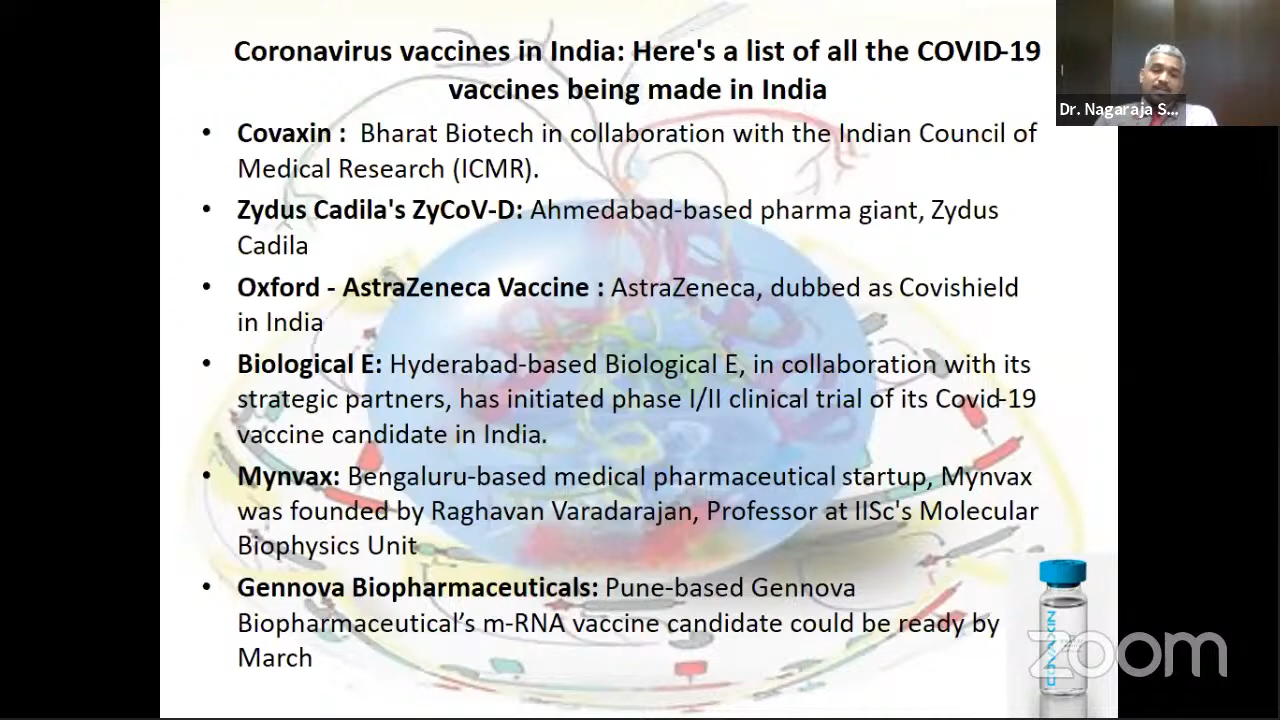 Coronavirus vaccines in India: Here's a list of all the COVID-19
vaccines being made in India
Dr. Nagaraja S...
• Covaxin : Bharat Biotech in collaboration with the Indian Council of
Medical Research (ICMR).
• Zydus Cadila's ZyCoV-D: Ahmedabad-based pharma giant, Zydus
Cadila
• Oxford - AstraZeneca Vaccine : AstraZeneca, dubbed as Covishield
in India
• Biological E: Hyderabad-based Biological E, in collaboration with its
strategic partners, has initiated phase I/II clinical trial of its Covid-19
vaccine candidate in India.
• Mynvax: Bengaluru-based medical pharmaceutical startup, Mynvax
was founded by Raghavan Varadarajan, Professor at IISc's Molecular
Biophysics Unit
• Gennova Biopharmaceuticals: Pune-based Gennova
Biopharmaceutical’s m-RNA vaccine candidate could be ready by
March
COVAXIN
zoom